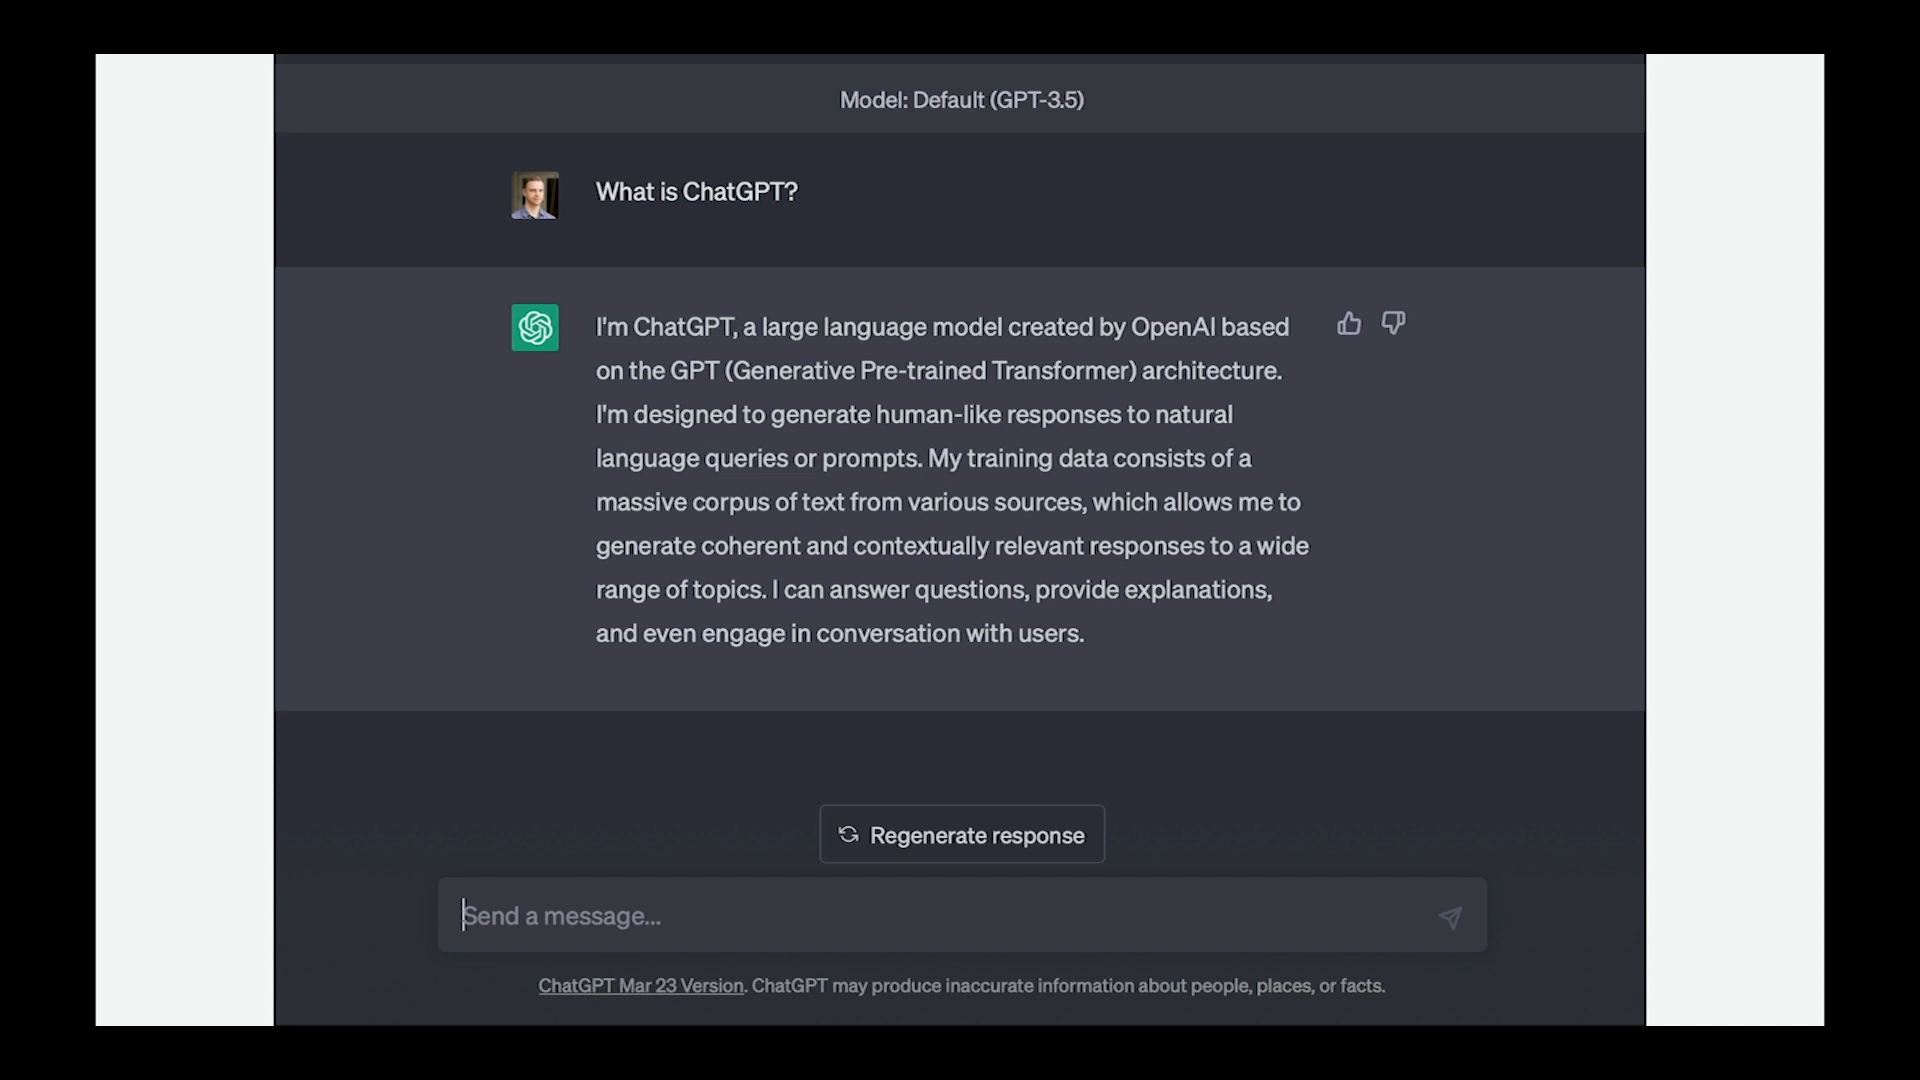 Model: Default (GPT-3.5)
What is ChatGPT?
I'm ChatGPT, a large language model created by OpenAI based
on the GPT (Generative Pre-trained Transformer) architecture.
I'm designed to generate human-like responses to natural
language queries or prompts. My training data consists of a
massive corpus of text from various sources, which allows me to
generate coherent and contextually relevant responses to a wide
range of topics. I can answer questions, provide explanations,
and even engage in conversation with users.
Regenerate response
Send a message...
ChatGPT Mar 23 Version. ChatGPT may produce inaccurate information about people, places, or facts.